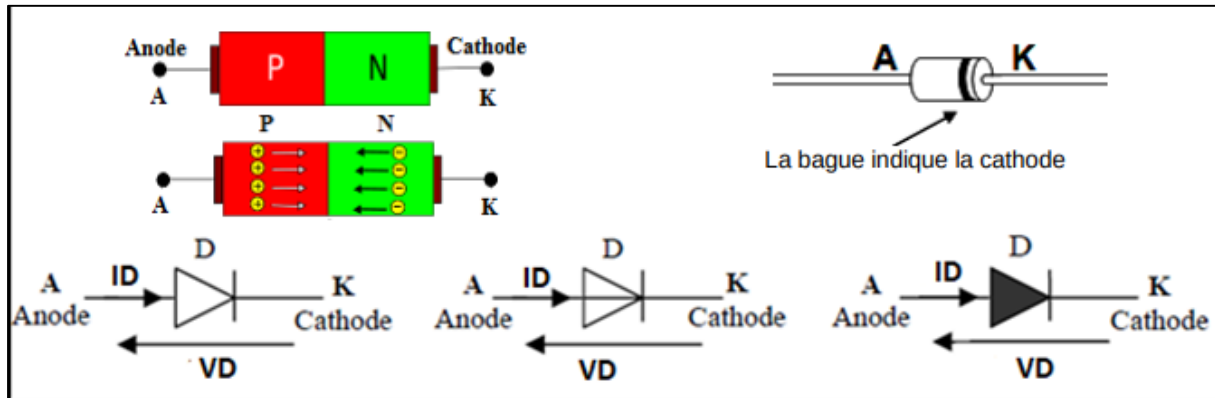 Anode
Cathode
P
N
A
K
P
N
+
-
+
-
+
-
+
-
A
K
A
K
La bague indique la cathode
D
ID
A
K
Anode
Cathode
VD
D
ID
A
K
Anode
Cathode
VD
D
ID
A
K
Anode
Cathode
VD